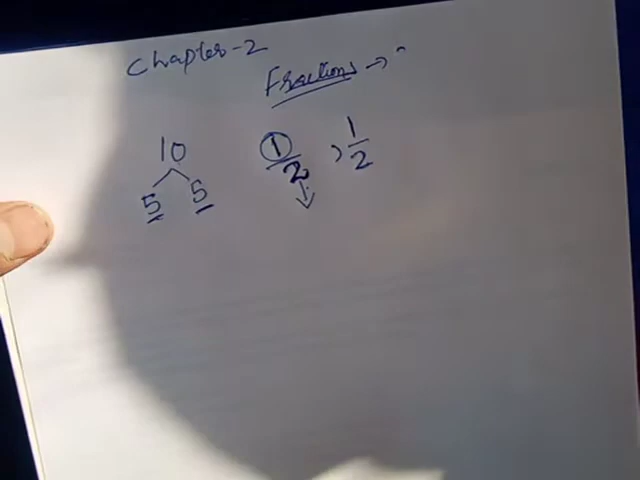 Chapter-2
Fractions → ?
10
5 5
1/2 , 1/2